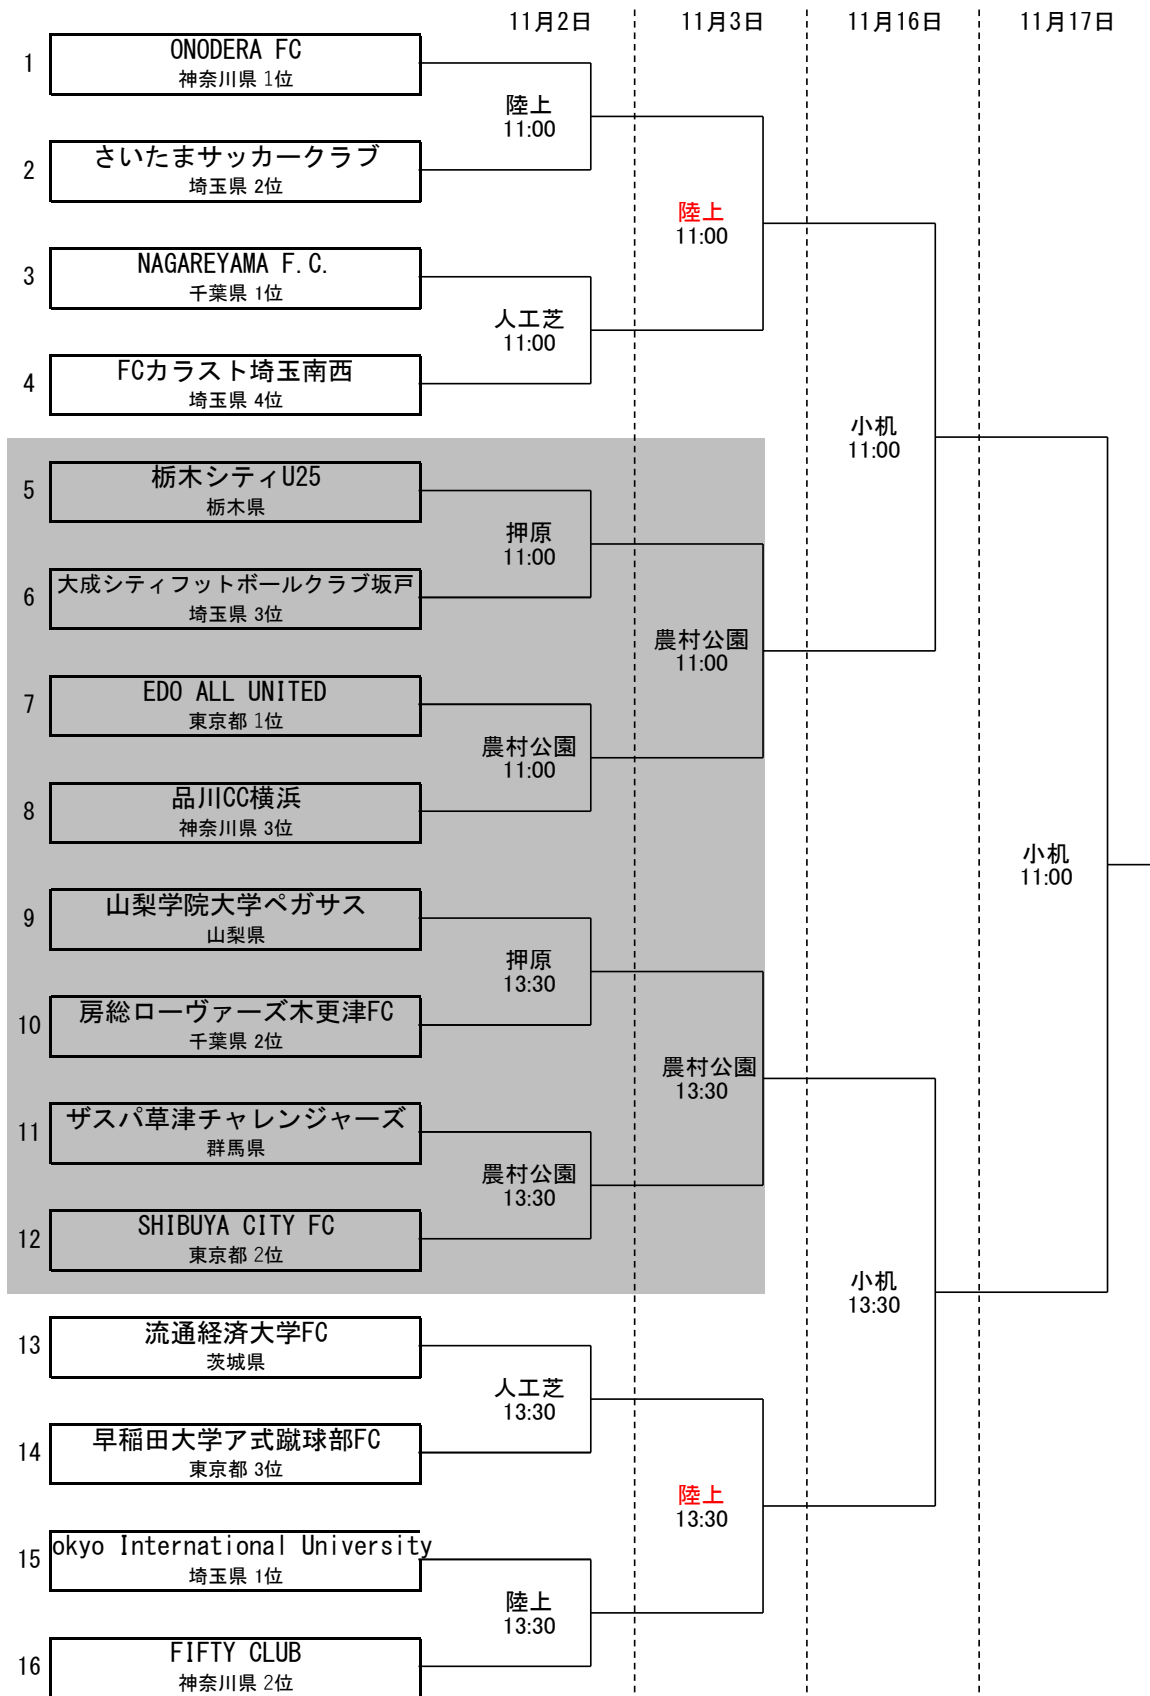 11月2日 11月3日 11月16日 11月17日
1 ONODERA FC
神奈川県 1位
陸上
11:00
2 さいたまサッカークラブ
埼玉県 2位
陸上
11:00
3 NAGAREYAMA F.C.
千葉県 1位
人工芝
11:00
4 FCカラスト埼玉南西
埼玉県 4位
小机
11:00
5 栃木シティU25
栃木県
押原
11:00
6 大成シティフットボールクラブ坂戸
埼玉県 3位
農村公園
11:00
7 EDO ALL UNITED
東京都 1位
農村公園
11:00
8 品川CC横浜
神奈川県 3位
小机
11:00
9 山梨学院大学ペガサス
山梨県
押原
13:30
10 房総ローヴァーズ木更津FC
千葉県 2位
農村公園
13:30
11 ザスパ草津チャレンジャーズ
群馬県
農村公園
13:30
12 SHIBUYA CITY FC
東京都 2位
小机
13:30
13 流通経済大学FC
茨城県
人工芝
13:30
14 早稲田大学ア式蹴球部FC
東京都 3位
陸上
13:30
15 okyo International University
埼玉県 1位
陸上
13:30
16 FIFTY CLUB
神奈川県 2位